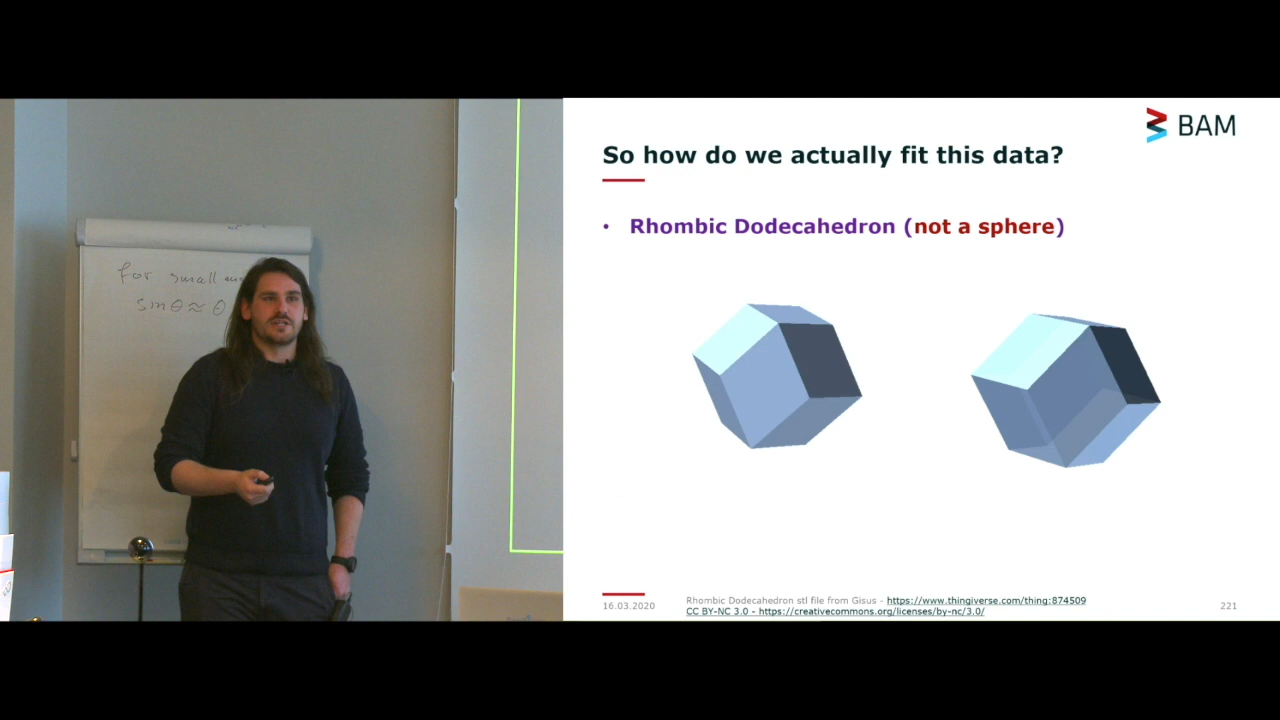 for small
sin θ ≈ θ
BAM
So how do we actually fit this data?
• Rhombic Dodecahedron (not a sphere)
16.03.2020
Rhombic Dodecahedron stl file from Gisus - https://www.thingiverse.com/thing:874509
CC BY-NC 3.0 - https://creativecommons.org/licenses/by-nc/3.0/
221